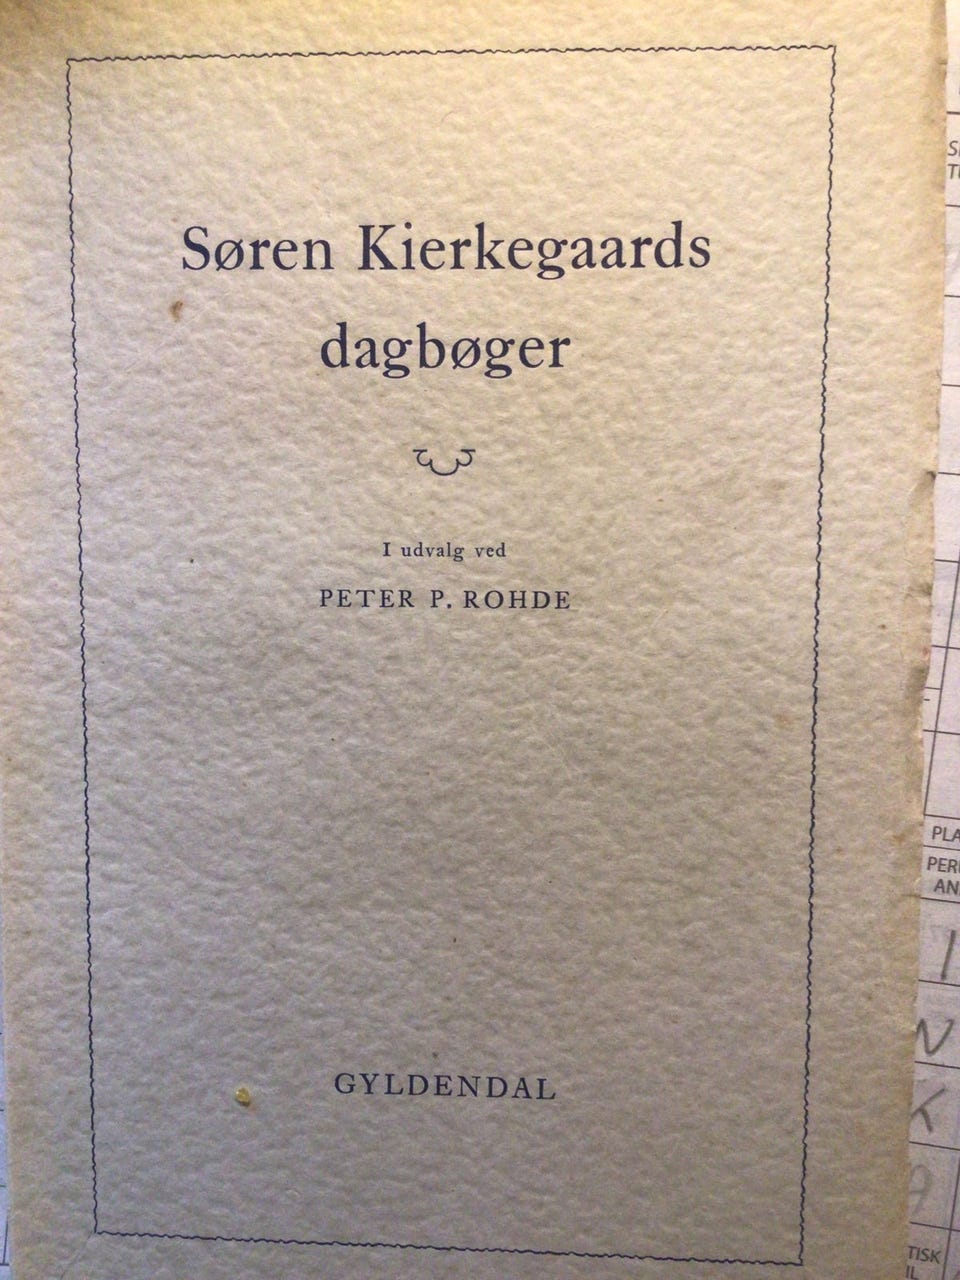 Søren Kierkegaards
dagbøger
I udvalg ved
PETER P. ROHDE
GYLDENDAL
I
N
K
A